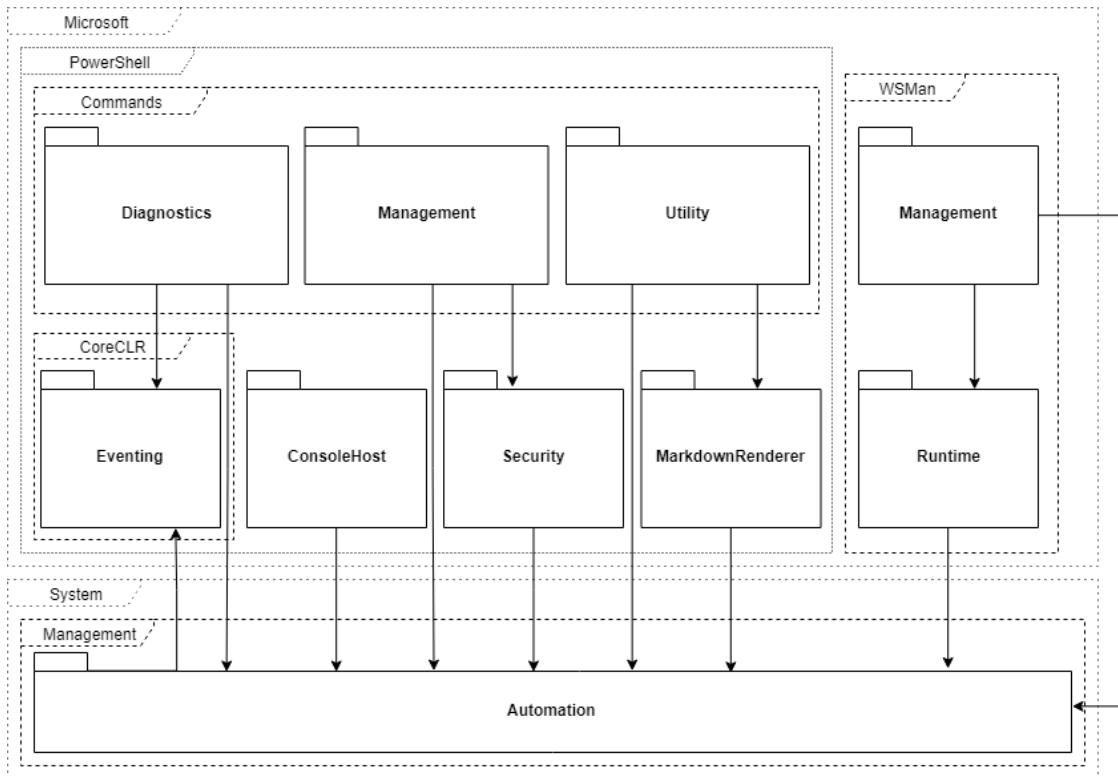 Microsoft
PowerShell
Commands
WSMan
Diagnostics
Management
Utility
Management
CoreCLR
Eventing
ConsoleHost
Security
MarkdownRenderer
Runtime
System
Management
Automation